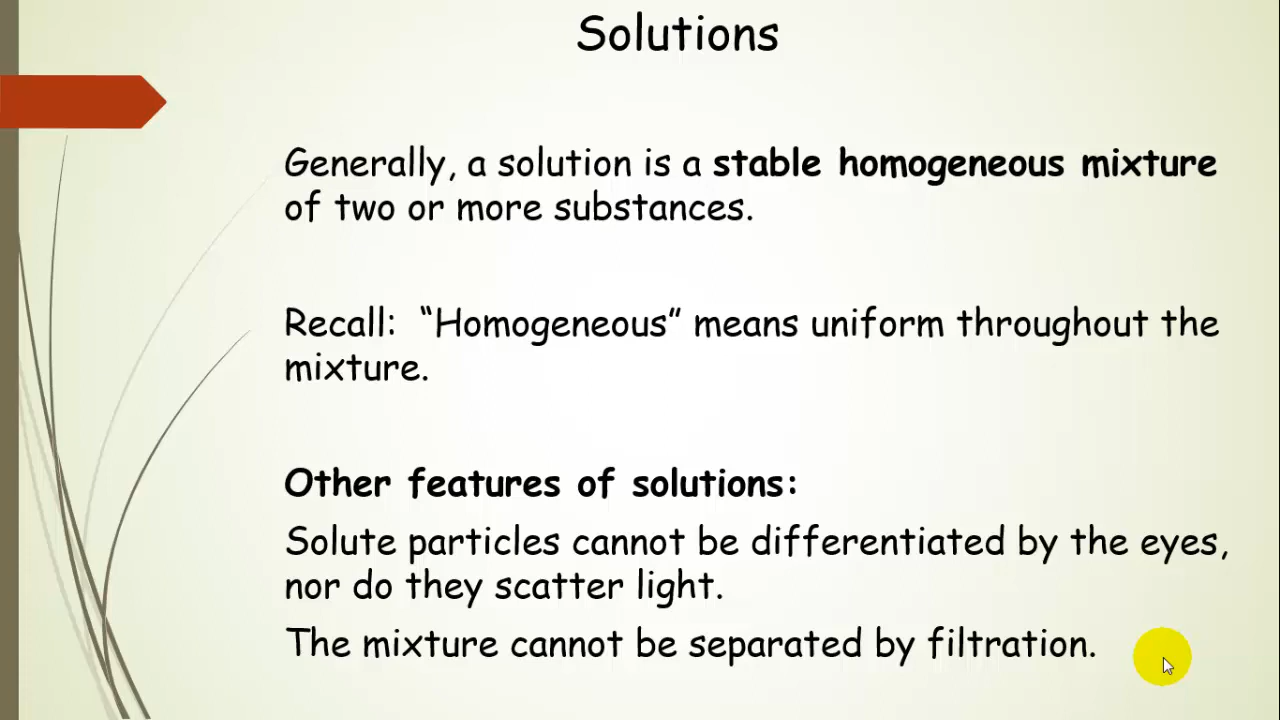 Solutions
Generally, a solution is a stable homogeneous mixture
of two or more substances.
Recall:  “Homogeneous” means uniform throughout the
mixture.
Other features of solutions:
Solute particles cannot be differentiated by the eyes,
nor do they scatter light.
The mixture cannot be separated by filtration.